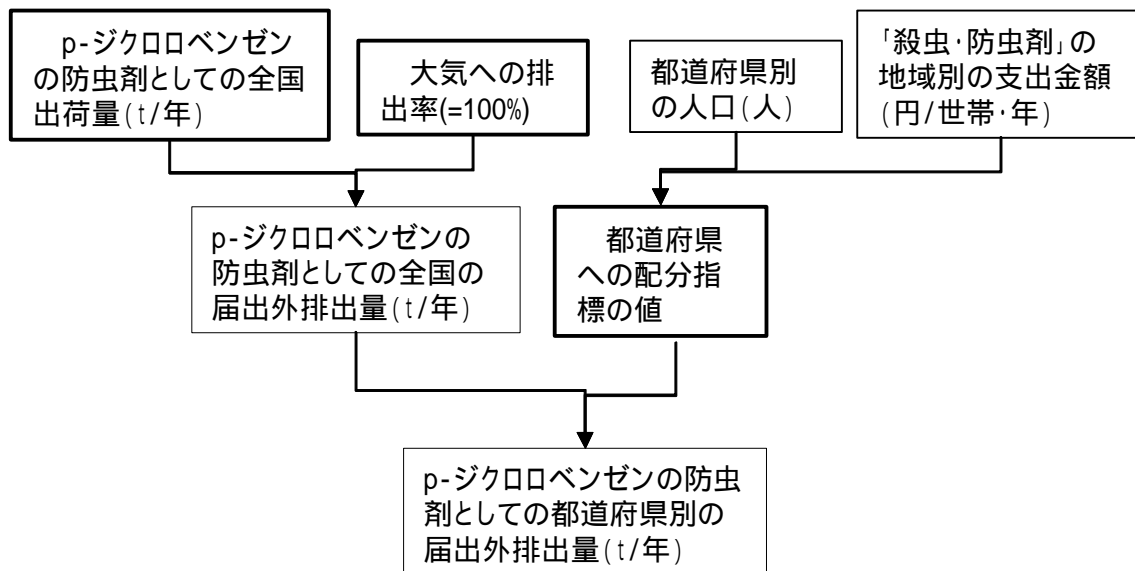 p-ジクロロベンゼン
の防虫剤としての全国
出荷量(t/年)
大気への排
出率(=100%)
都道府県別
の人口(人)
「殺虫・防虫剤」の
地域別の支出金額
(円/世帯・年)
p-ジクロロベンゼンの
防虫剤としての全国の
届出外排出量(t/年)
都道府県
への配分指
標の値
p-ジクロロベンゼンの防虫
剤としての都道府県別の
届出外排出量(t/年)